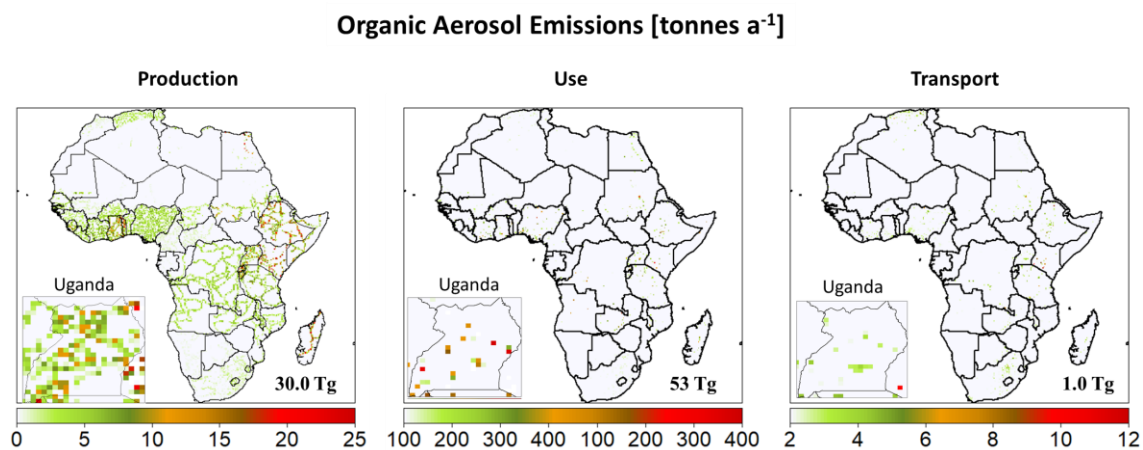 Organic Aerosol Emissions [tonnes a⁻¹]
Production Use Transport
Uganda Uganda Uganda
30.0 Tg 53 Tg 1.0 Tg
0 5 10 15 20 25 100 200 300 400 200 300 400 2 4 6 8 10 12